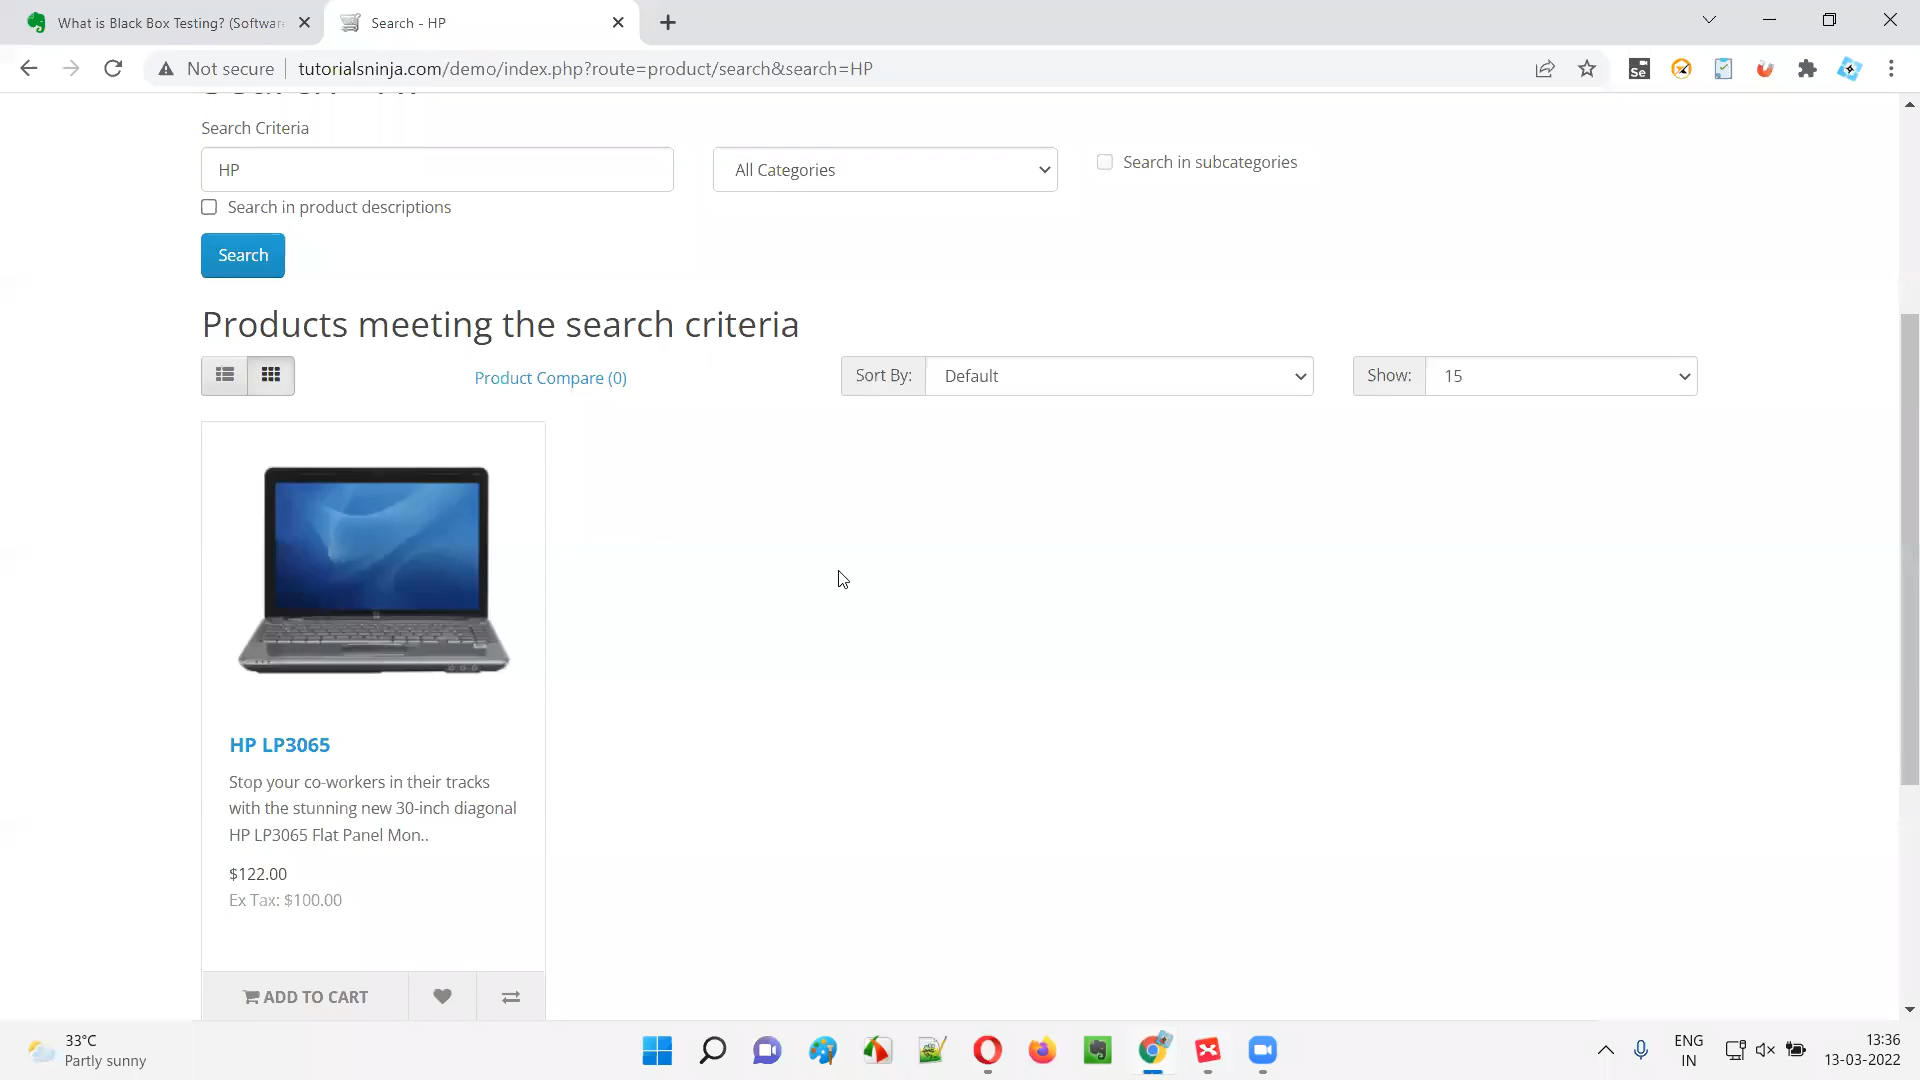 What is Black Box Testing? (Softwar
Search - HP
Not secure
tutorialsninja.com/demo/index.php?route=product/search&search=HP
Search Criteria
HP
All Categories
Search in subcategories
Search in product descriptions
Search
Products meeting the search criteria
Product Compare (0)
Sort By:
Default
Show:
15
HP LP3065
Stop your co-workers in their tracks
with the stunning new 30-inch diagonal
HP LP3065 Flat Panel Mon..
$122.00
Ex Tax: $100.00
ADD TO CART
33°C
Partly sunny
ENG
IN
13:36
13-03-2022